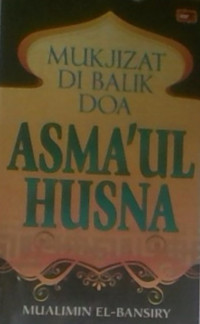 MUKJIZAT
DI BALIK
DOA
ASMA'UL
HUSNA
MUALIMIN EL-BANSIRY